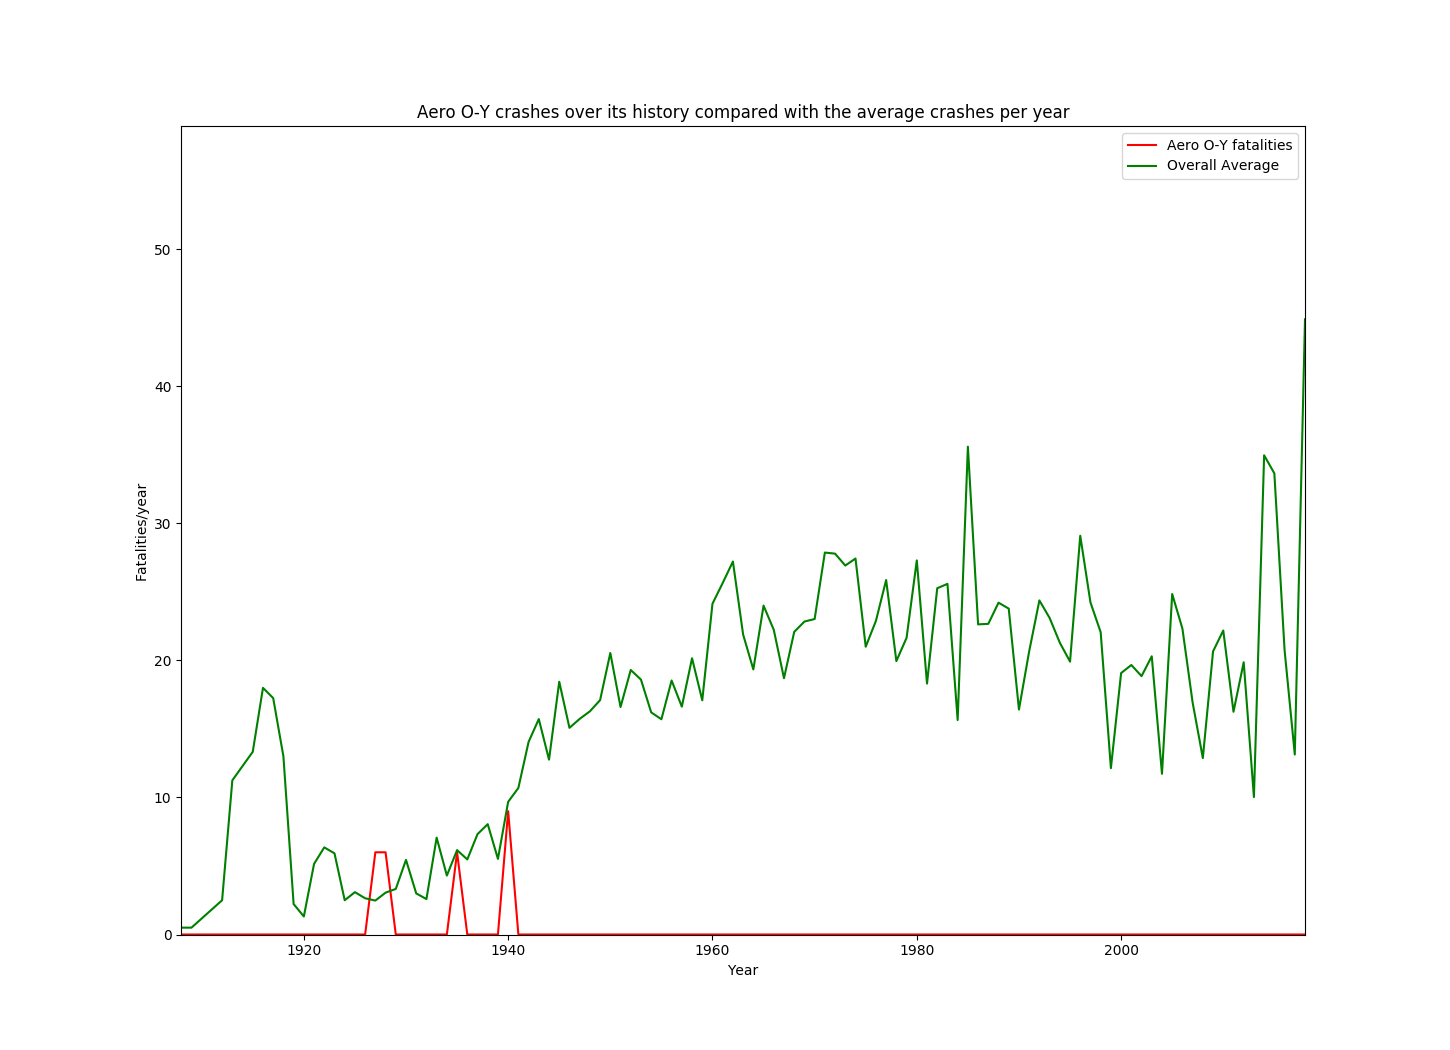 Aero O-Y crashes over its history compared with the average crashes per year
Aero O-Y fatalities
Overall Average
50
40
30
20
10
0
Fatalities/year
1920 1940 1960 1980 2000
Year